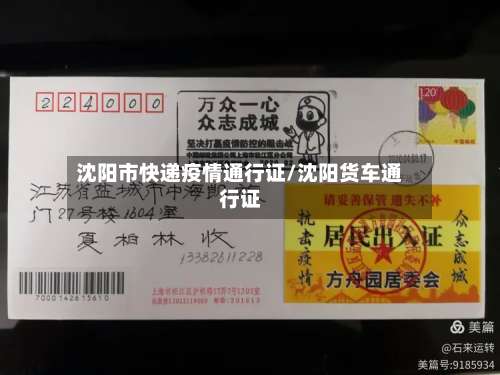 224000
1.20
万众一心
众志成城
坚决打赢疫情防控的阻击战
沈阳市快递疫情通行证/沈阳货车通
行证
江苏省盐城市中海凯
门27号楼1604室
夏柏林 收
13382611228
请妥善保管 遗失不补
居民出入证
抗击疫情
众志成城
方舟园居委会
7000142615610
美篇
@石来运转
美篇号:9185934